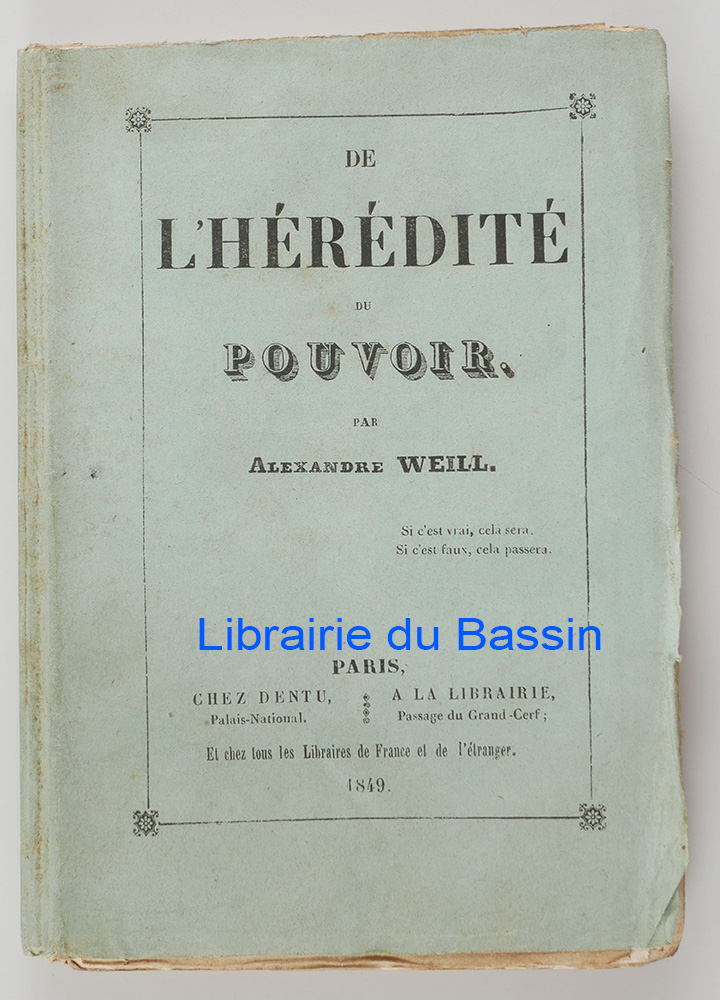 DE
L'HÉRÉDITÉ
DU
POUVOIR.
PAR
ALEXANDRE WEILL.
Si c'est vrai, cela sera.
Si c'est faux, cela passera.
Librairie du Bassin
PARIS,
CHEZ DENTU,
Palais-National.
A LA LIBRAIRIE,
Passage du Grand-Cerf;
Et chez tous les Libraires de France et de l'étranger.
1849.